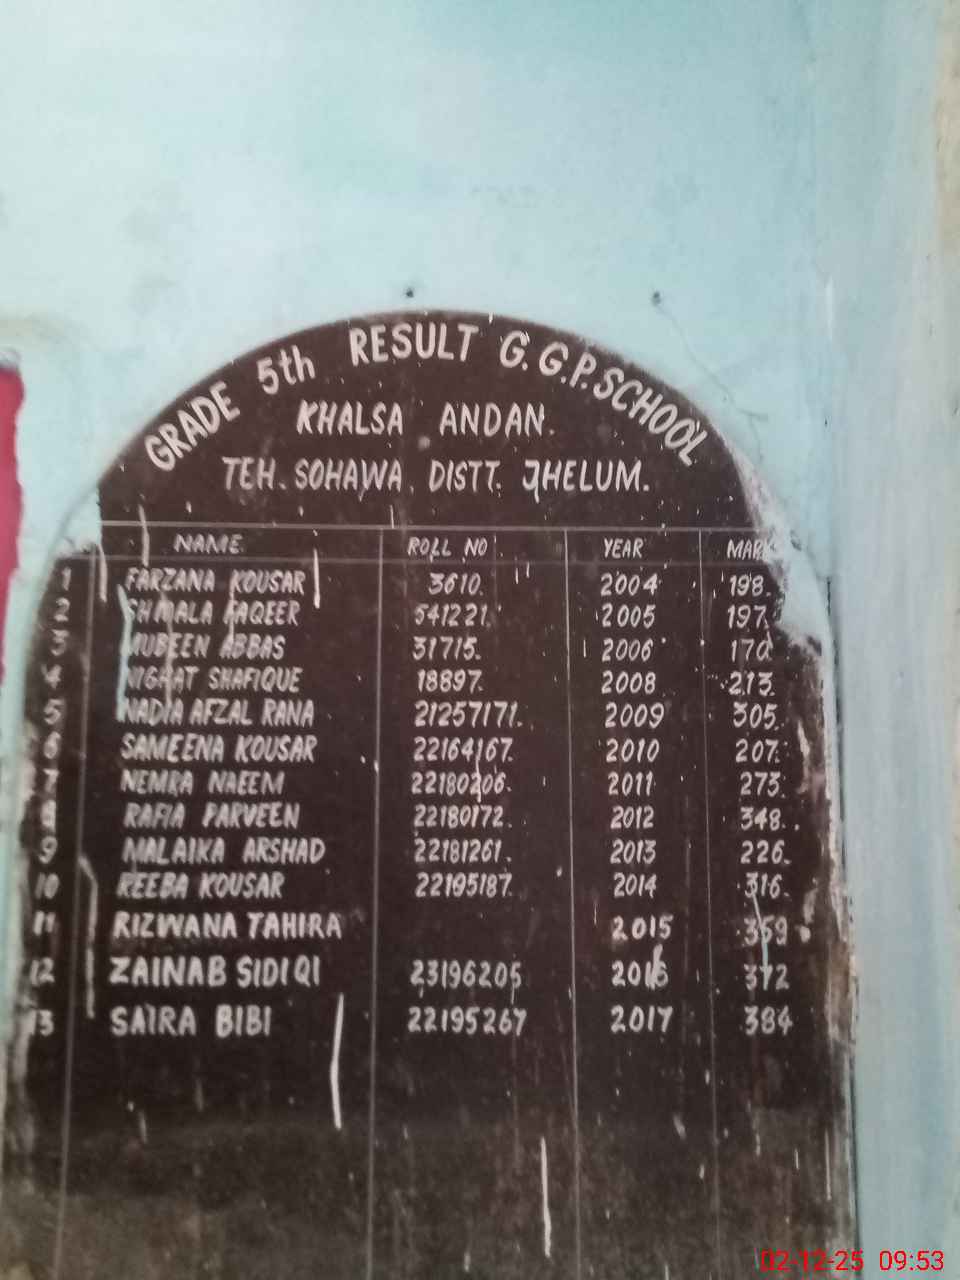 GRADE 5th RESULT G.G.P.SCHOOL
KHALSA ANDAN.
TEH. SOHAWA DISTT. JHELUM.
NAME ROLL NO YEAR MARKS
1 FARZANA KOUSAR 3610. 2004 198.
2 SHMALA FAQEER 541221. 2005 197.
3 MUBEEN ABBAS 31715. 2006 170.
4 NIGHAT SHAFIQUE 18897. 2008 213.
5 NADIA AFZAL RANA 21257171. 2009 305.
6 SAMEENA KOUSAR 22164167. 2010 207.
7 NEMRA NAEEM 22180206. 2011 273.
8 RAFIA PARVEEN 22180172. 2012 348.
9 MALAIKA ARSHAD 22181261. 2013 226.
10 REEBA KOUSAR 22195187. 2014 316.
11 RIZWANA TAHIRA 2015 359
12 ZAINAB SIDIQI 23196205 2016 372
13 SAIRA BIBI 22195267 2017 384
02-12-25 09:53